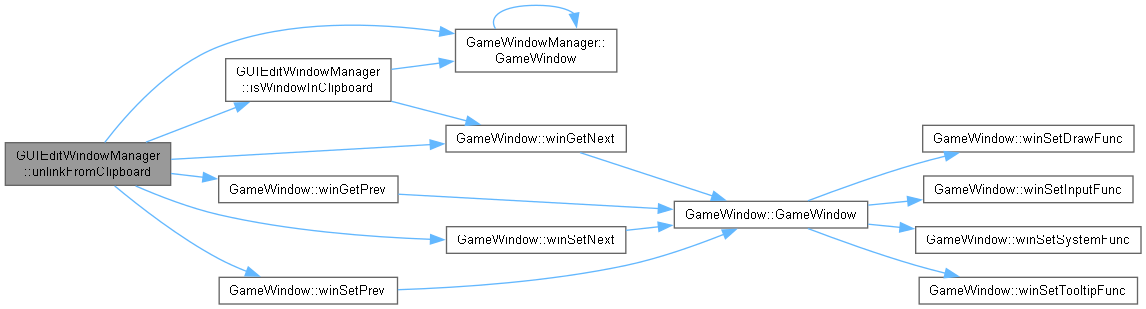 GUIEditWindowManager
::unlinkFromClipboard
GUIEditWindowManager
::isWindowInClipboard
GameWindowManager::
GameWindow
GameWindow::winGetNext
GameWindow::winGetPrev
GameWindow::winSetNext
GameWindow::winSetPrev
GameWindow::GameWindow
GameWindow::winSetDrawFunc
GameWindow::winSetInputFunc
GameWindow::winSetSystemFunc
GameWindow::winSetTooltipFunc